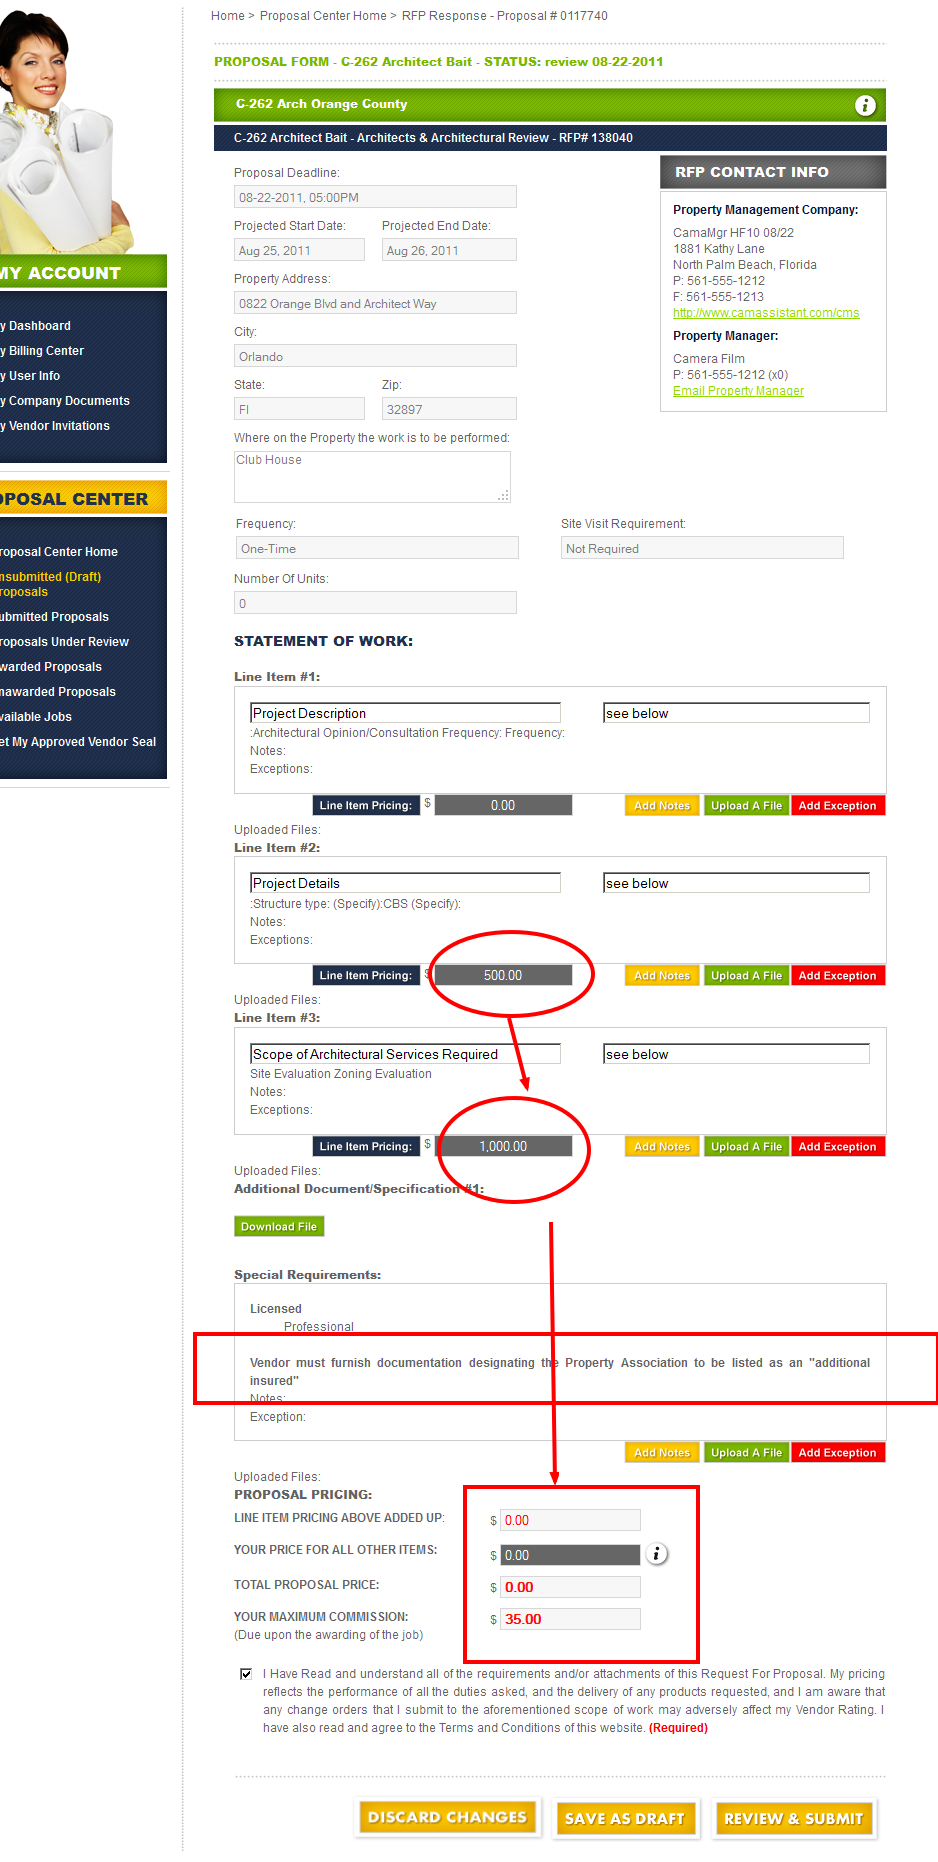 Home > Proposal Center Home > RFP Response - Proposal # 0117740
PROPOSAL FORM - C-262 Architect Bait - STATUS: review 08-22-2011
C-262 Arch Orange County
i
C-262 Architect Bait - Architects & Architectural Review - RFP# 138040
MY ACCOUNT
y Dashboard
y Billing Center
y User Info
y Company Documents
y Vendor Invitations
OPOSAL CENTER
roposal Center Home
nsubmitted (Draft)
roposals
ubmitted Proposals
roposals Under Review
warded Proposals
nawarded Proposals
vailable Jobs
et My Approved Vendor Seal
Proposal Deadline:
08-22-2011, 05:00PM
Projected Start Date: Projected End Date:
Aug 25, 2011 Aug 26, 2011
Property Address:
0822 Orange Blvd and Architect Way
City:
Orlando
State: Zip:
Fl 32897
Where on the Property the work is to be performed:
Club House
RFP CONTACT INFO
Property Management Company:
CamaMgr HF10 08/22
1881 Kathy Lane
North Palm Beach, Florida
P: 561-555-1212
F: 561-555-1213
http://www.camassistant.com/cms
Property Manager:
Camera Film
P: 561-555-1212 (x0)
Email Property Manager
Frequency: Site Visit Requirement:
One-Time Not Required
Number Of Units:
0
STATEMENT OF WORK:
Line Item #1:
Project Description see below
:Architectural Opinion/Consultation Frequency: Frequency:
Notes:
Exceptions:
Line Item Pricing: $ 0.00 Add Notes Upload A File Add Exception
Uploaded Files:
Line Item #2:
Project Details see below
:Structure type: (Specify):CBS (Specify):
Notes:
Exceptions:
Line Item Pricing: $ 500.00 Add Notes Upload A File Add Exception
Uploaded Files:
Line Item #3:
Scope of Architectural Services Required see below
Site Evaluation Zoning Evaluation
Notes:
Exceptions:
Line Item Pricing: $ 1,000.00 Add Notes Upload A File Add Exception
Uploaded Files:
Additional Document/Specification #1:
Download File
Special Requirements:
Licensed
Professional
Vendor must furnish documentation designating the Property Association to be listed as an "additional
insured"
Notes:
Exception:
Add Notes Upload A File Add Exception
Uploaded Files:
PROPOSAL PRICING:
LINE ITEM PRICING ABOVE ADDED UP: $ 0.00
YOUR PRICE FOR ALL OTHER ITEMS: $ 0.00 i
TOTAL PROPOSAL PRICE: $ 0.00
YOUR MAXIMUM COMMISSION: $ 35.00
(Due upon the awarding of the job)
I Have Read and understand all of the requirements and/or attachments of this Request For Proposal. My pricing
reflects the performance of all the duties asked, and the delivery of any products requested, and I am aware that
any change orders that I submit to the aforementioned scope of work may adversely affect my Vendor Rating. I
have also read and agree to the Terms and Conditions of this website. (Required)
DISCARD CHANGES SAVE AS DRAFT REVIEW & SUBMIT